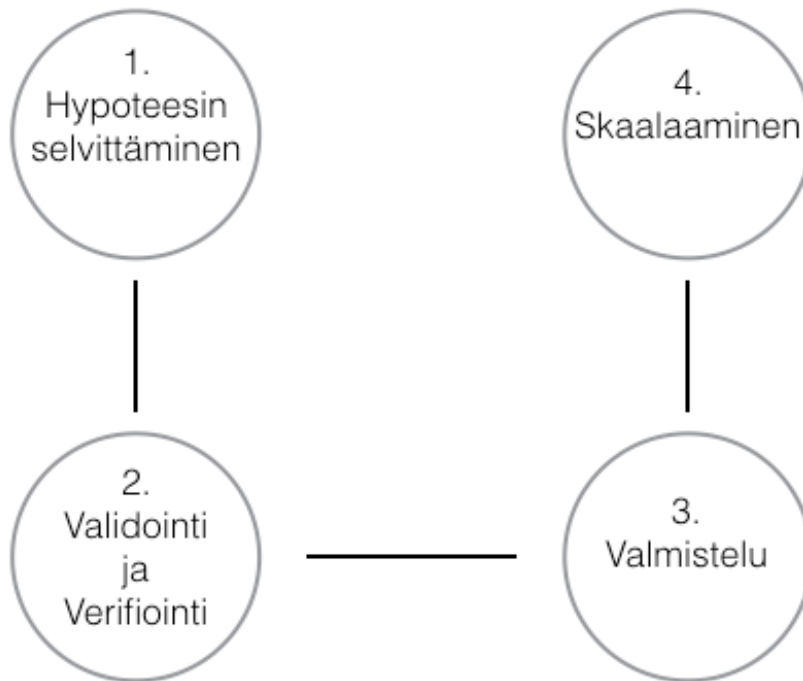 1.
Hypoteesin
selvittäminen
2.
Validointi
ja
Verifiointi
3.
Valmistelu
4.
Skaalaaminen